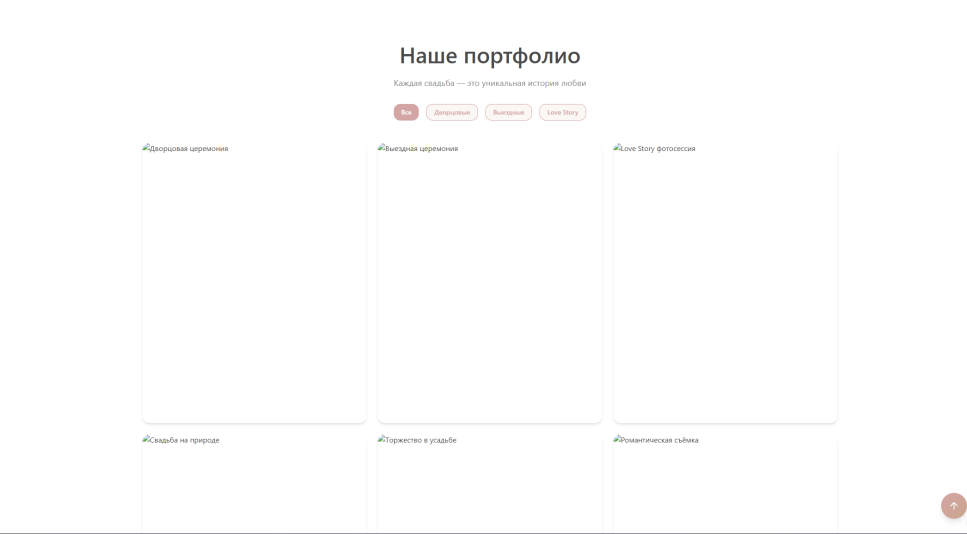 Наше портфолио
Каждая свадьба — это уникальная история любви
Все Дворцовые Выездные Love Story
Дворцовая церемония Выездная церемония Love Story фотосессия
Свадьба на природе Торжество в усадьбе Романтическая съёмка